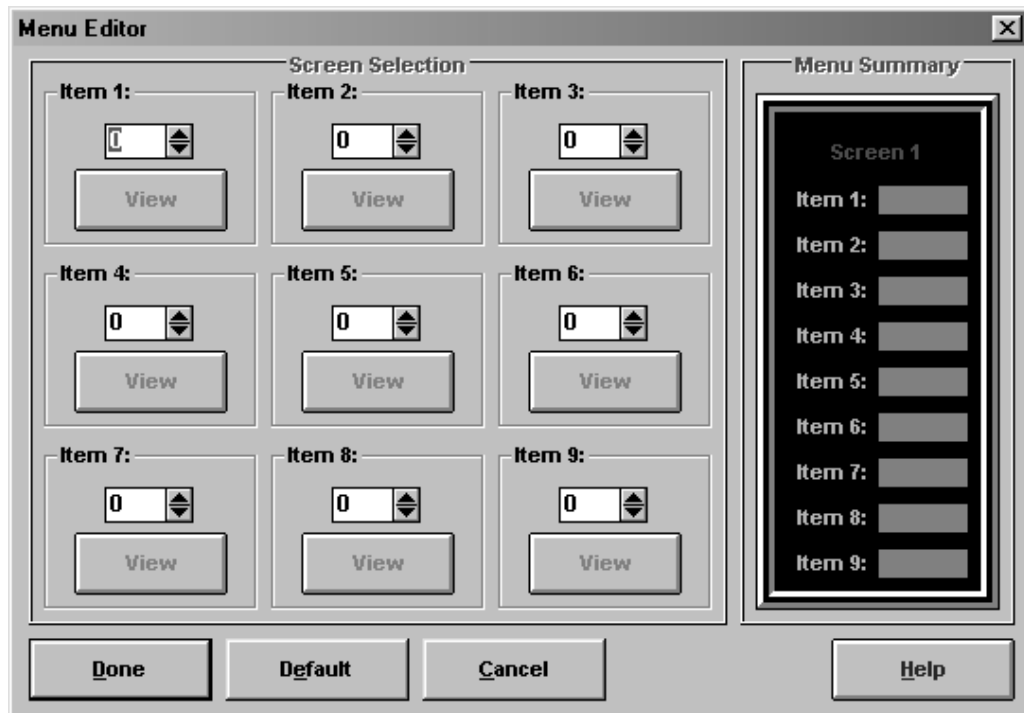 Menu Editor
Screen Selection
Menu Summary
Item 1:
Item 2:
Item 3:
0
0
0
View
View
View
Item 4:
Item 5:
Item 6:
0
0
0
View
View
View
Item 7:
Item 8:
Item 9:
0
0
0
View
View
View
Screen 1
Item 1:
Item 2:
Item 3:
Item 4:
Item 5:
Item 6:
Item 7:
Item 8:
Item 9:
Done
Default
Cancel
Help